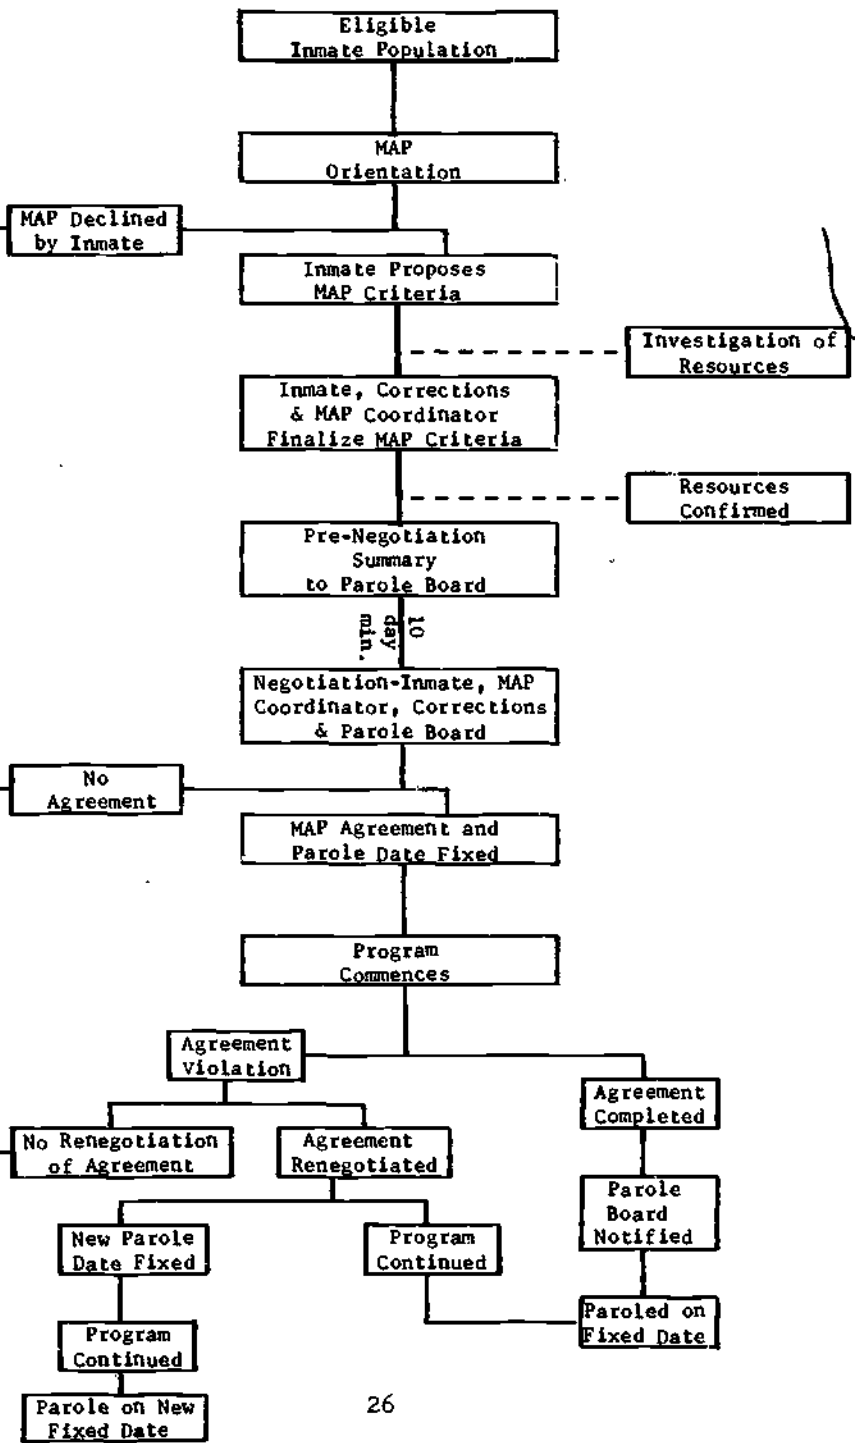 Eligible
Inmate Population
MAP
Orientation
MAP Declined
by Inmate
Inmate Proposes
MAP Criteria
Investigation of
Resources
Inmate, Corrections
& MAP Coordinator
Finalize MAP Criteria
Resources
Confirmed
Pre-Negotiation
Summary
to Parole Board
10
day
min.
Negotiation-Inmate, MAP
Coordinator, Corrections
& Parole Board
No
Agreement
MAP Agreement and
Parole Date Fixed
Program
Commences
Agreement
Violation
Agreement
Completed
No Renegotiation
of Agreement
Agreement
Renegotiated
Parole
Board
Notified
New Parole
Date Fixed
Program
Continued
Paroled on
Fixed Date
Program
Continued
Parole on New
Fixed Date
26